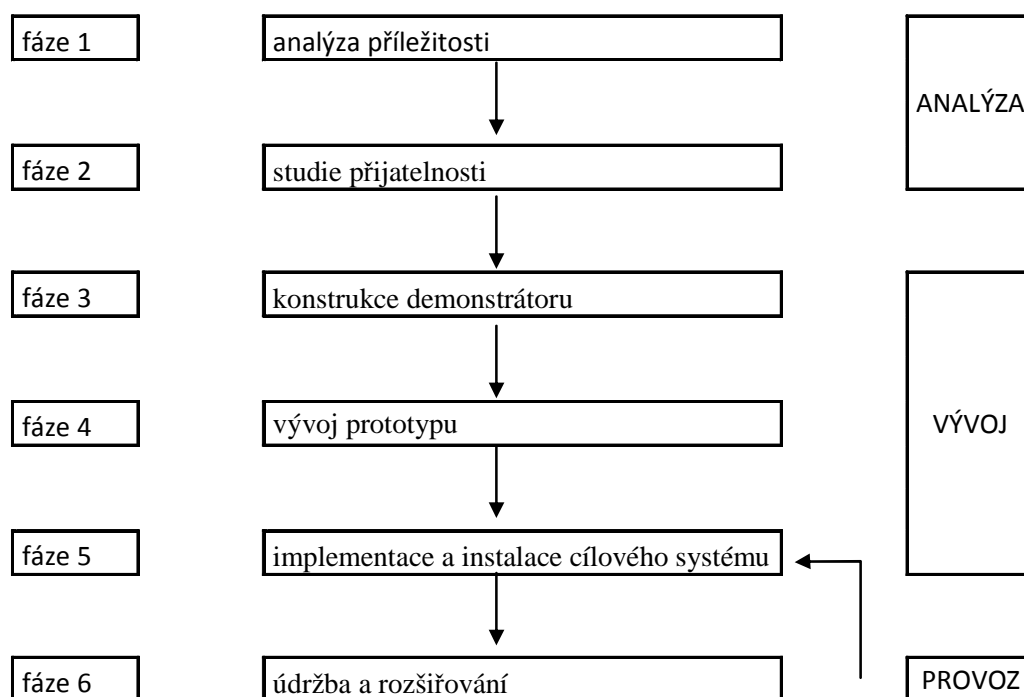 fáze 1
analýza příležitosti
ANALÝZA
fáze 2
studie přijatelnosti
fáze 3
konstrukce demonstrátoru
fáze 4
vývoj prototypu
VÝVOJ
fáze 5
implementace a instalace cílového systému
fáze 6
údržba a rozšiřování
PROVOZ